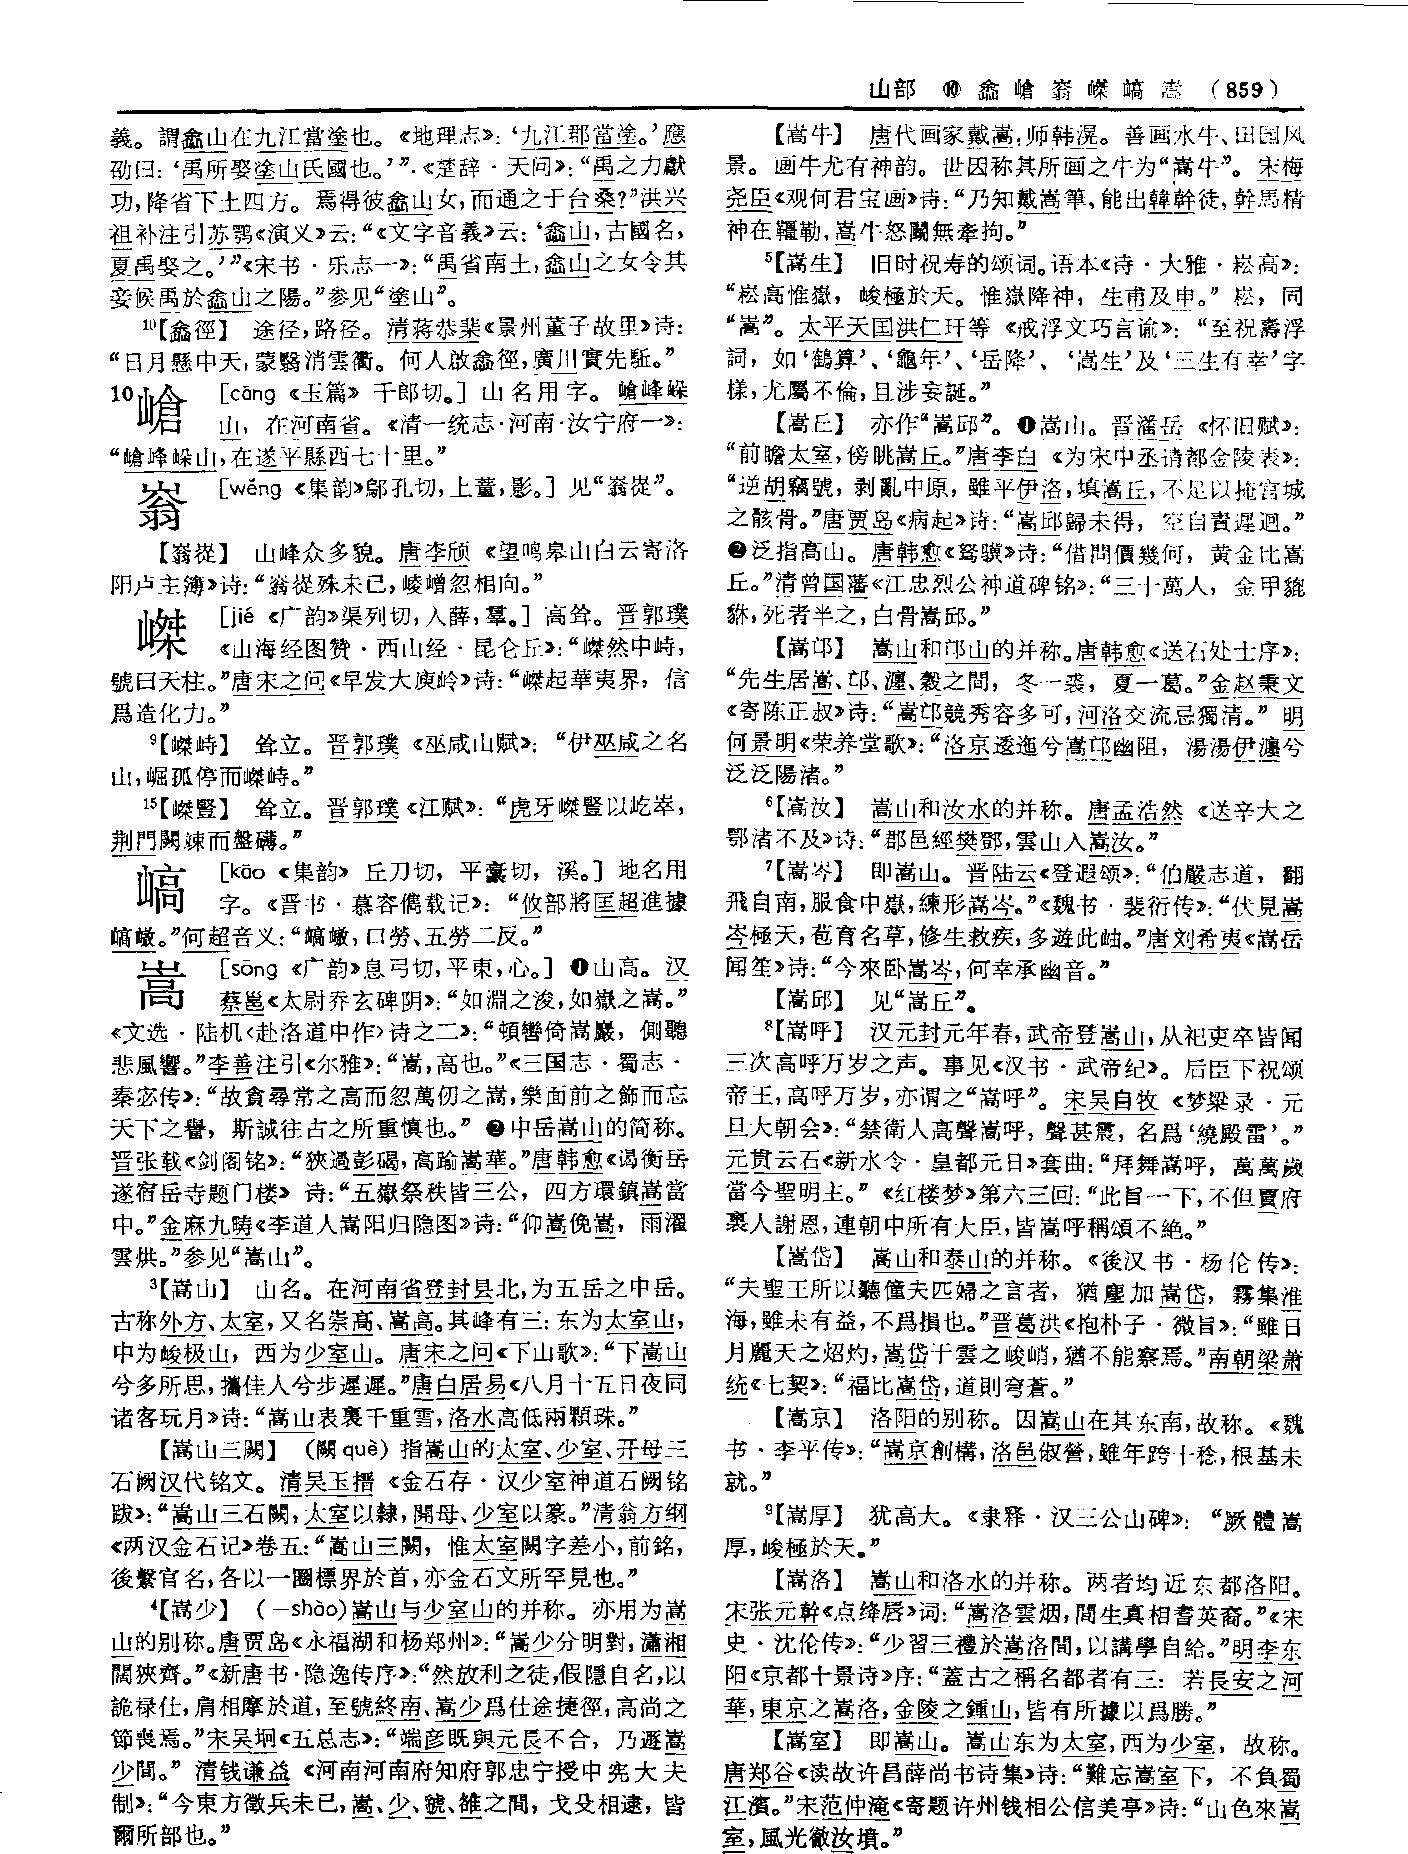 山部 ⑩ 嵞嵢嵡嵥嵪嵩 (859)
義。謂嵞山在九江當塗也。《地理志》：‘九江郡當塗。’應
劭曰：‘禹所娶塗山氏國也。’”《楚辞·天问》：“禹之力獻
功，降省下土四方。焉得彼嵞山女，而通之于台桑？”洪兴
祖补注引苏鹗《演义》云：“《文字音義》云：‘嵞山，古國名，
夏禹娶之。’”《宋书·乐志一》：“禹省南土，嵞山之女令其
妾候禹於嵞山之陽。”参见“塗山”。
10【嵞徑】 途径，路径。清蒋恭棐《景州董子故里》诗：
“日月懸中天，蒙翳消雲衢。何人啟嵞徑，廣川實先駈。”
10嵢 [cāng《玉篇》千郎切。] 山名用字。嵢峰嵲
山，在河南省。《清一统志·河南·汝宁府一》：
“嵢峰嵲山，在遂平縣西七十里。”
嵡 [wěng《集韵》鄔孔切，上董，影。] 见“嵡嵸”。
【嵡嵸】 山峰众多貌。唐李颀《望鸣皋山白云寄洛
阳卢主簿》诗：“嵡嵸殊未已，崚嶒忽相向。”
嵥 [jié《广韵》渠列切，入薛，羣。] 高耸。晋郭璞
《山海经图赞·西山经·昆仑丘》：“嵥然中峙，
號曰天柱。”唐宋之问《早发大庾岭》诗：“嵥起華夷界，信
爲造化力。”
9【嵥峙】 耸立。晋郭璞《巫咸山赋》：“伊巫咸之名
山，崛孤停而嵥峙。”
15【嵥豎】 耸立。晋郭璞《江赋》：“虎牙嵥豎以屹崒，
荆門闕竦而盤礴。”
嵪 [kāo《集韵》丘刀切，平豪切，溪。] 地名用
字。《晋书·慕容儁载记》：“攸部將匡超進據
嵪㠂。”何超音义：“嵪㠂，口勞、五勞二反。”
嵩 [sōng《广韵》息弓切，平東，心。] ❶山高。汉
蔡邕《太尉乔玄碑阴》：“如淵之浚，如嶽之嵩。”
《文选·陆机〈赴洛道中作〉诗之二》：“頓轡倚嵩巖，側聽
悲風響。”李善注引《尔雅》：“嵩，高也。”《三国志·蜀志·
秦宓传》：“故貪尋常之高而忽萬仞之嵩，樂面前之飾而忘
天下之譽，斯誠往古之所重慎也。” ❷中岳嵩山的简称。
晋张载《剑阁铭》：“狹過彭碣，高踰嵩華。”唐韩愈《谒衡岳
遂宿岳寺题门楼》诗：“五嶽祭秩皆三公，四方環鎮嵩當
中。”金麻九畴《李道人嵩阳归隐图》诗：“仰嵩俛嵩，雨濯
雲烘。”参见“嵩山”。
3【嵩山】 山名。在河南省登封县北，为五岳之中岳。
古称外方、太室，又名崇高、嵩高。其峰有三：东为太室山，
中为峻极山，西为少室山。唐宋之问《下山歌》：“下嵩山
兮多所思，攜佳人兮步遲遲。”唐白居易《八月十五日夜同
诸客玩月》诗：“嵩山表裏千重雪，洛水高低兩顆珠。”
【嵩山三闕】 （闕què）指嵩山的太室、少室、开母三
石阙汉代铭文。清吴玉搢《金石存·汉少室神道石阙铭
跋》：“嵩山三石闕，太室以隸，開母、少室以篆。”清翁方纲
《两汉金石记》卷五：“嵩山三闕，惟太室闕字差小，前銘，
後繫官名，各以一圈標界於首，亦金石文所罕見也。”
4【嵩少】 （—shào）嵩山与少室山的并称。亦用为嵩
山的别称。唐贾岛《永福湖和杨郑州》：“嵩少分明對，瀟湘
闊狹齊。”《新唐书·隐逸传序》：“然放利之徒，假隱自名，以
詭禄仕，肩相摩於道，至號終南、嵩少爲仕途捷徑，高尚之
節喪焉。”宋吴坰《五总志》：“端彦既與元長不合，乃遯嵩
少間。”清钱谦益《河南河南府知府郭忠宁授中宪大夫
制》：“今東方徵兵未已，嵩、少、虢、雒之間，戈殳相逮，皆
爾所部也。”
【嵩牛】 唐代画家戴嵩，师韩滉。善画水牛、田园风
景。画牛尤有神韵。世因称其所画之牛为“嵩牛”。宋梅
尧臣《观何君宝画》诗：“乃知戴嵩筆，能出韓幹徒，幹馬精
神在羈勒，嵩牛怒鬭無牽拘。”
5【嵩生】 旧时祝寿的颂词。语本《诗·大雅·崧高》：
“崧高惟嶽，峻極於天。惟嶽降神，生甫及申。”崧，同
“嵩”。太平天囯洪仁玕等《戒浮文巧言谕》：“至祝壽浮
詞，如‘鶴算’、‘龜年’、‘岳降’、‘嵩生’及‘三生有幸’字
樣，尤屬不倫，且涉妄誕。”
【嵩丘】 亦作“嵩邱”。❶嵩山。晋潘岳《怀旧赋》：
“前瞻太室，傍眺嵩丘。”唐李白《为宋中丞请都金陵表》：
“逆胡竊號，剥亂中原，雖平伊洛，填嵩丘，不足以掩宫城
之骸骨。”唐贾岛《病起》诗：“嵩邱歸未得，空自責遲迴。”
❷泛指高山。唐韩愈《驽骥》诗：“借問價幾何，黄金比嵩
丘。”清曾国藩《江忠烈公神道碑铭》：“三十萬人，金甲貔
貅，死者半之，白骨嵩邱。”
【嵩邙】 嵩山和邙山的并称。唐韩愈《送石处士序》：
“先生居嵩、邙、瀍、穀之間，冬一裘，夏一葛。”金赵秉文
《寄陈正叔》诗：“嵩邙競秀容多可，河洛交流忌獨清。”明
何景明《荣养堂歌》：“洛京逶迤兮嵩邙幽阻，湯湯伊瀍兮
泛泛陽渚。”
6【嵩汝】 嵩山和汝水的并称。唐孟浩然《送辛大之
鄂渚不及》诗：“郡邑經樊鄧，雲山入嵩汝。”
7【嵩岑】 即嵩山。晋陆云《登遐颂》：“伯嚴志道，翻
飛自南，服食中嶽，練形嵩岑。”《魏书·裴衍传》：“伏見嵩
岑極天，苞育名草，修生救疾，多遊此岫。”唐刘希夷《嵩岳
闻笙》诗：“今來卧嵩岑，何幸承幽音。”
【嵩邱】 见“嵩丘”。
8【嵩呼】 汉元封元年春，武帝登嵩山，从祀吏卒皆闻
三次高呼万岁之声。事见《汉书·武帝纪》。后臣下祝颂
帝王，高呼万岁，亦谓之“嵩呼”。宋吴自牧《梦粱录·元
旦大朝会》：“禁衛人高聲嵩呼，聲甚震，名爲‘繞殿雷’。”
元贯云石《新水令·皇都元日》套曲：“拜舞嵩呼，萬萬歲
當今聖明主。”《红楼梦》第六三回：“此旨一下，不但賈府
裏人謝恩，連朝中所有大臣，皆嵩呼稱頌不絶。”
【嵩岱】 嵩山和泰山的并称。《後汉书·杨伦传》：
“夫聖王所以聽僮夫匹婦之言者，猶塵加嵩岱，霧集淮
海，雖未有益，不爲損也。”晋葛洪《抱朴子·微旨》：“雖日
月麗天之炤灼，嵩岱干雲之峻峭，猶不能察焉。”南朝梁萧
统《七契》：“福比嵩岱，道則穹蒼。”
【嵩京】 洛阳的别称。因嵩山在其东南，故称。《魏
书·李平传》：“嵩京創構，洛邑俶營，雖年跨十稔，根基未
就。”
9【嵩厚】 犹高大。《隶释·汉三公山碑》：“厥體嵩
厚，峻極於天。”
【嵩洛】 嵩山和洛水的并称。两者均近东都洛阳。
宋张元幹《点绛唇》词：“嵩洛雲烟，間生真相耆英裔。”《宋
史·沈伦传》：“少習三禮於嵩洛間，以講學自給。”明李东
阳《京都十景诗》序：“蓋古之稱名都者有三：若長安之河
華，東京之嵩洛，金陵之鍾山，皆有所據以爲勝。”
【嵩室】 即嵩山。嵩山东为太室，西为少室，故称。
唐郑谷《读故许昌薛尚书诗集》诗：“難忘嵩室下，不負蜀
江濱。”宋范仲淹《寄题许州钱相公信美亭》诗：“山色來嵩
室，風光徹汝墳。”